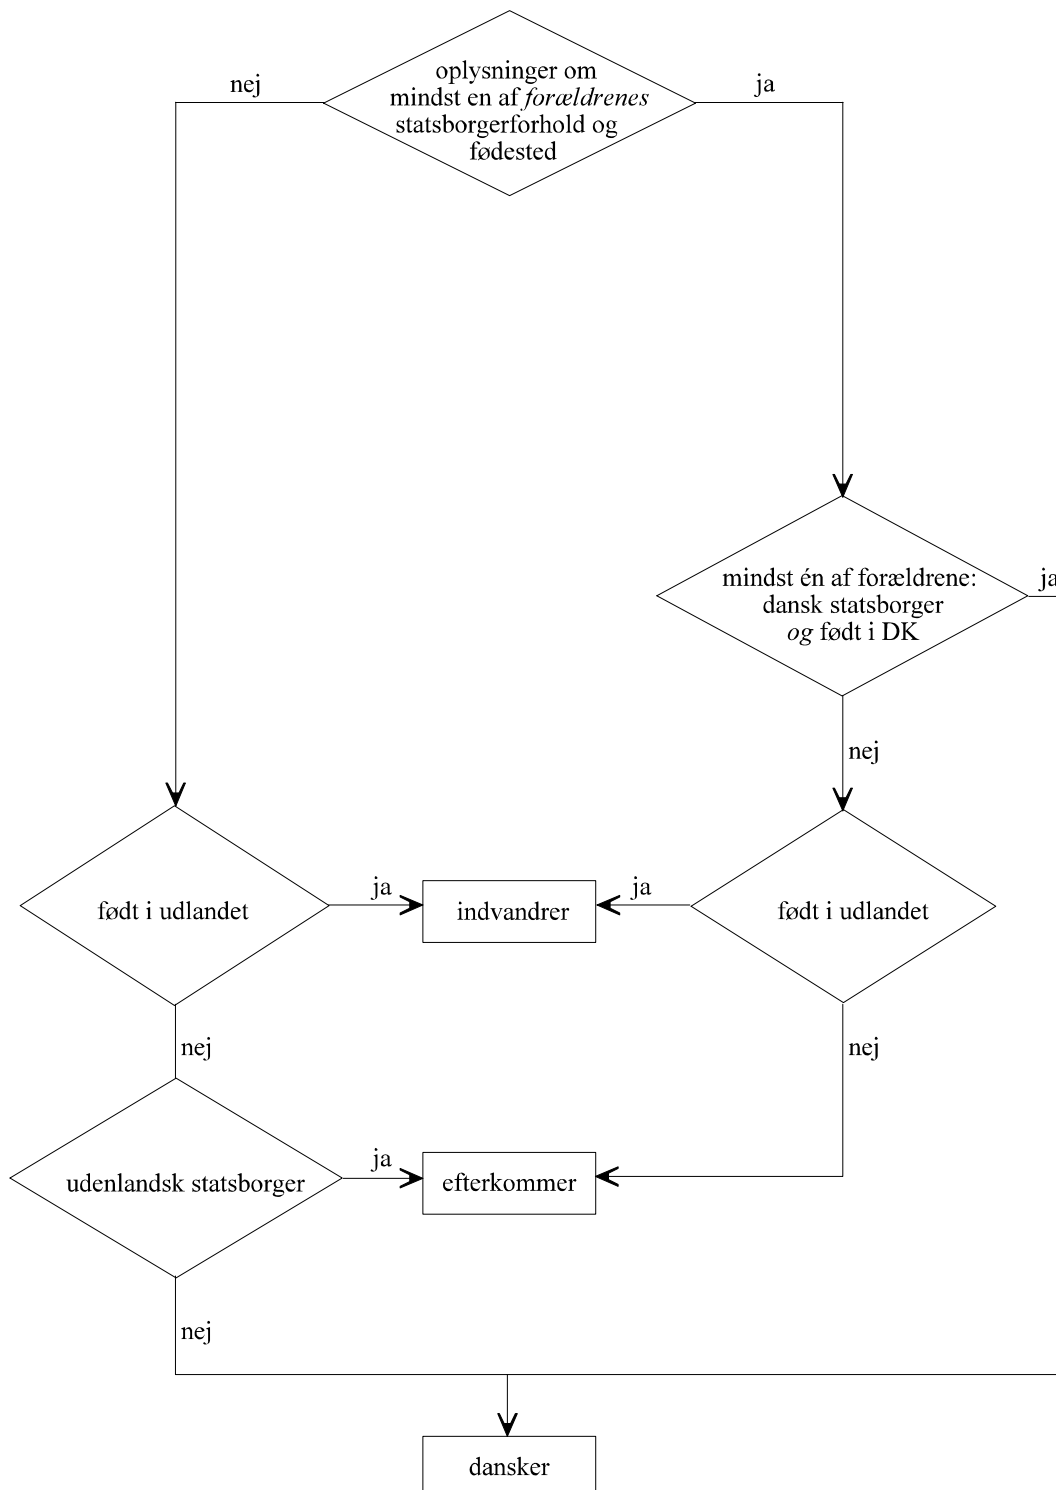 nej
oplysninger om
mindst en af forældrenes
statsborgerforhold og
fødested
ja
mindst én af forældrene:
dansk statsborger
og født i DK
ja
nej
født i udlandet
ja
indvandrer
ja
født i udlandet
nej
nej
udenlandsk statsborger
ja
efterkommer
nej
dansker